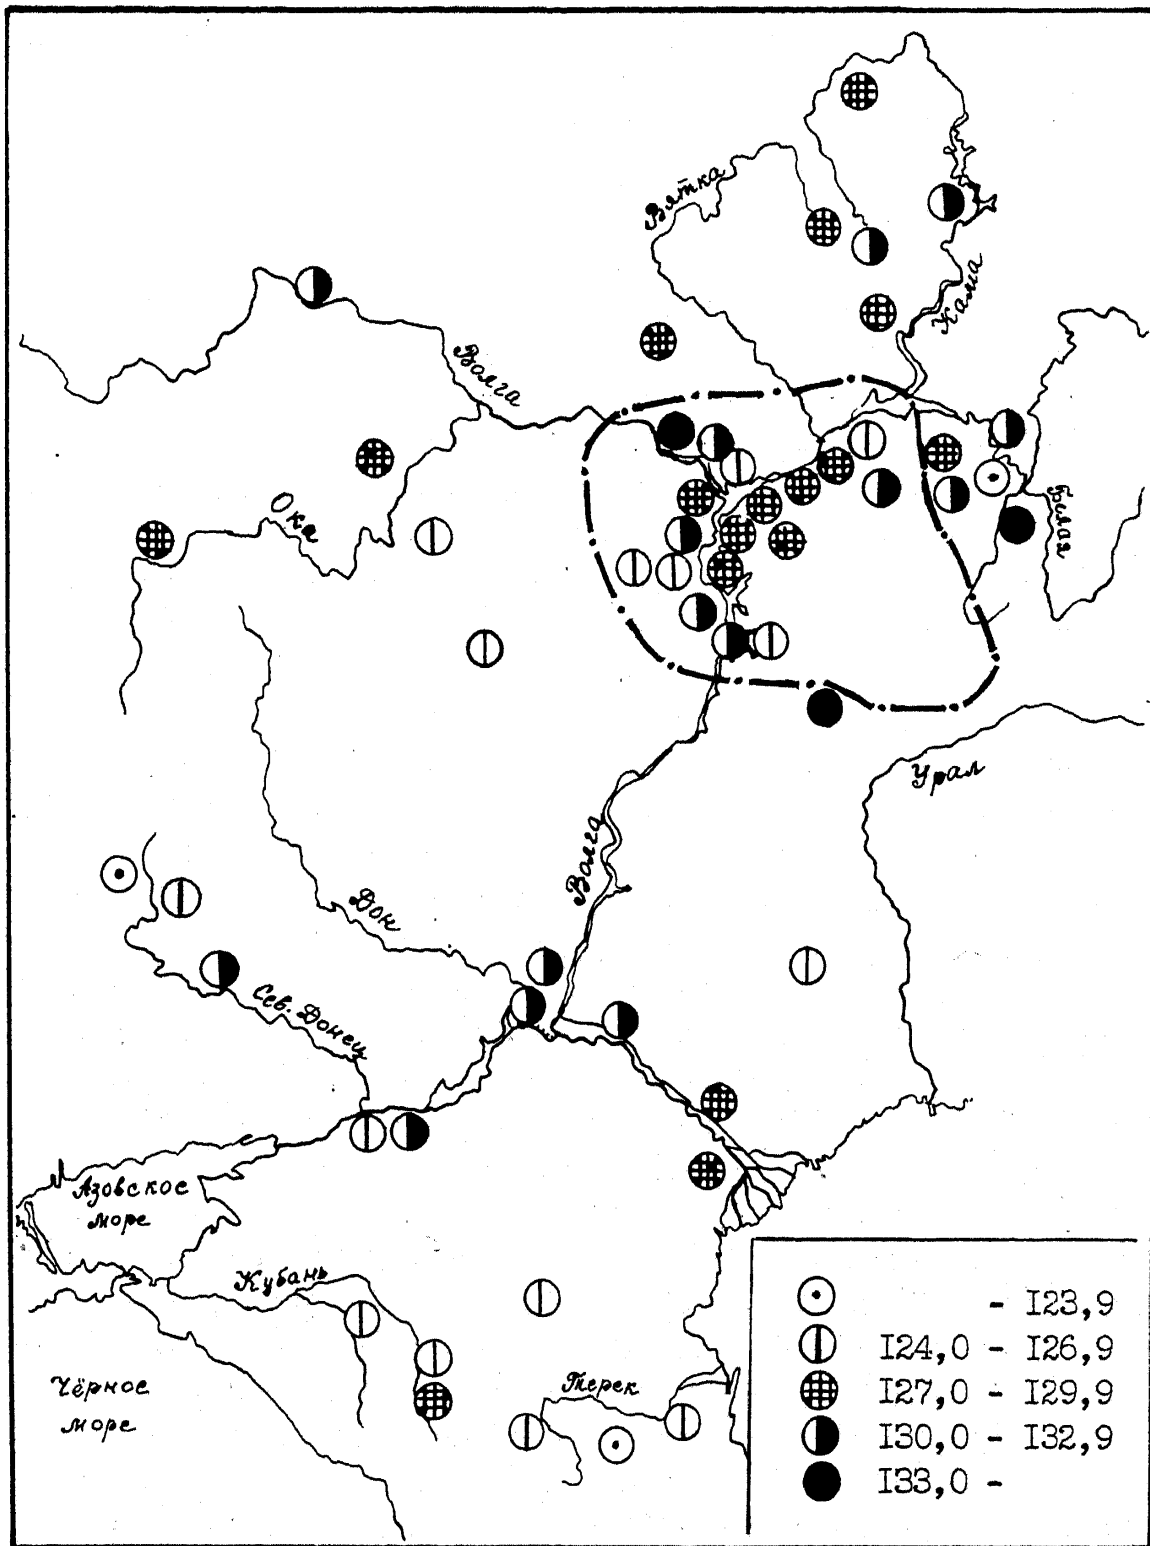 Вятка
Кама
Волга
Ока
Белая
Урал
Волга
Дон
Сев. Донец
Азовское
море
Кубань
Чёрное
море
Терек
- I23,9
I24,0 - I26,9
I27,0 - I29,9
I30,0 - I32,9
I33,0 -